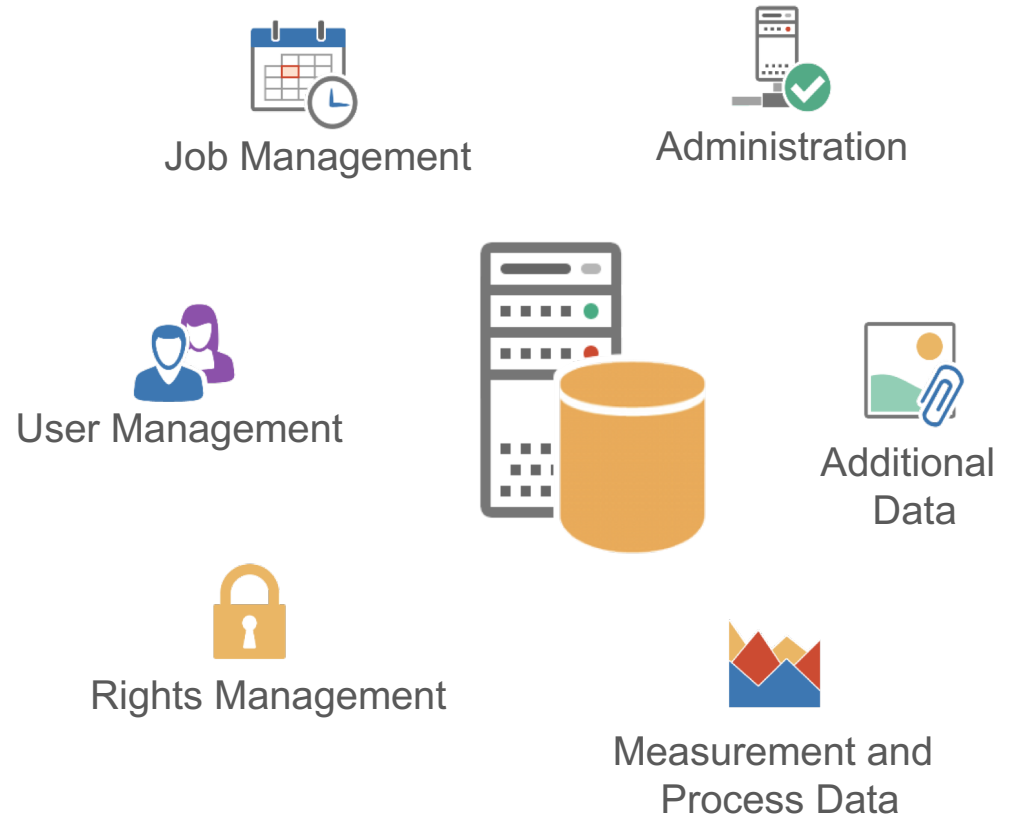 Job Management
Administration
User Management
Additional
Data
Rights Management
Measurement and
Process Data